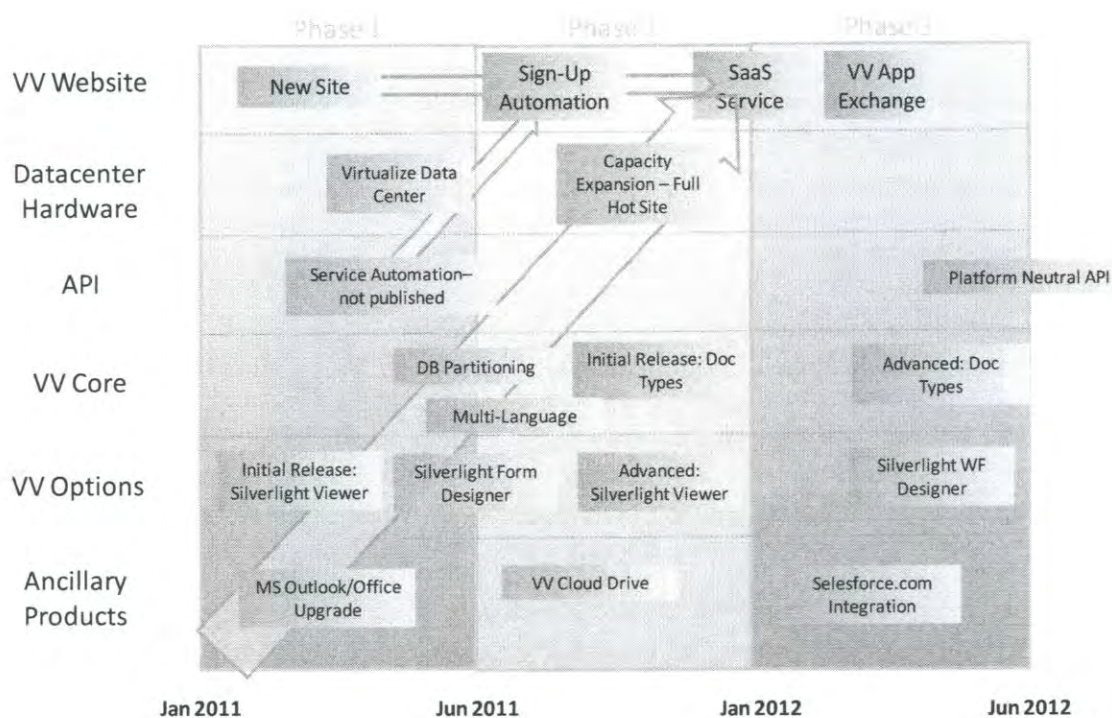 Phase 1
Phase 2
Phase 3
VV Website
New Site
Sign-Up
Automation
SaaS
Service
VV App
Exchange
Datacenter
Hardware
Virtualize Data
Center
Capacity
Expansion – Full
Hot Site
API
Service Automation–
not published
Platform Neutral API
VV Core
DB Partitioning
Multi-Language
Initial Release: Doc
Types
Advanced: Doc
Types
VV Options
Initial Release:
Silverlight Viewer
Silverlight Form
Designer
Advanced:
Silverlight Viewer
Silverlight WF
Designer
Ancillary
Products
MS Outlook/Office
Upgrade
VV Cloud Drive
Selesforce.com
Integration
Jan 2011
Jun 2011
Jan 2012
Jun 2012